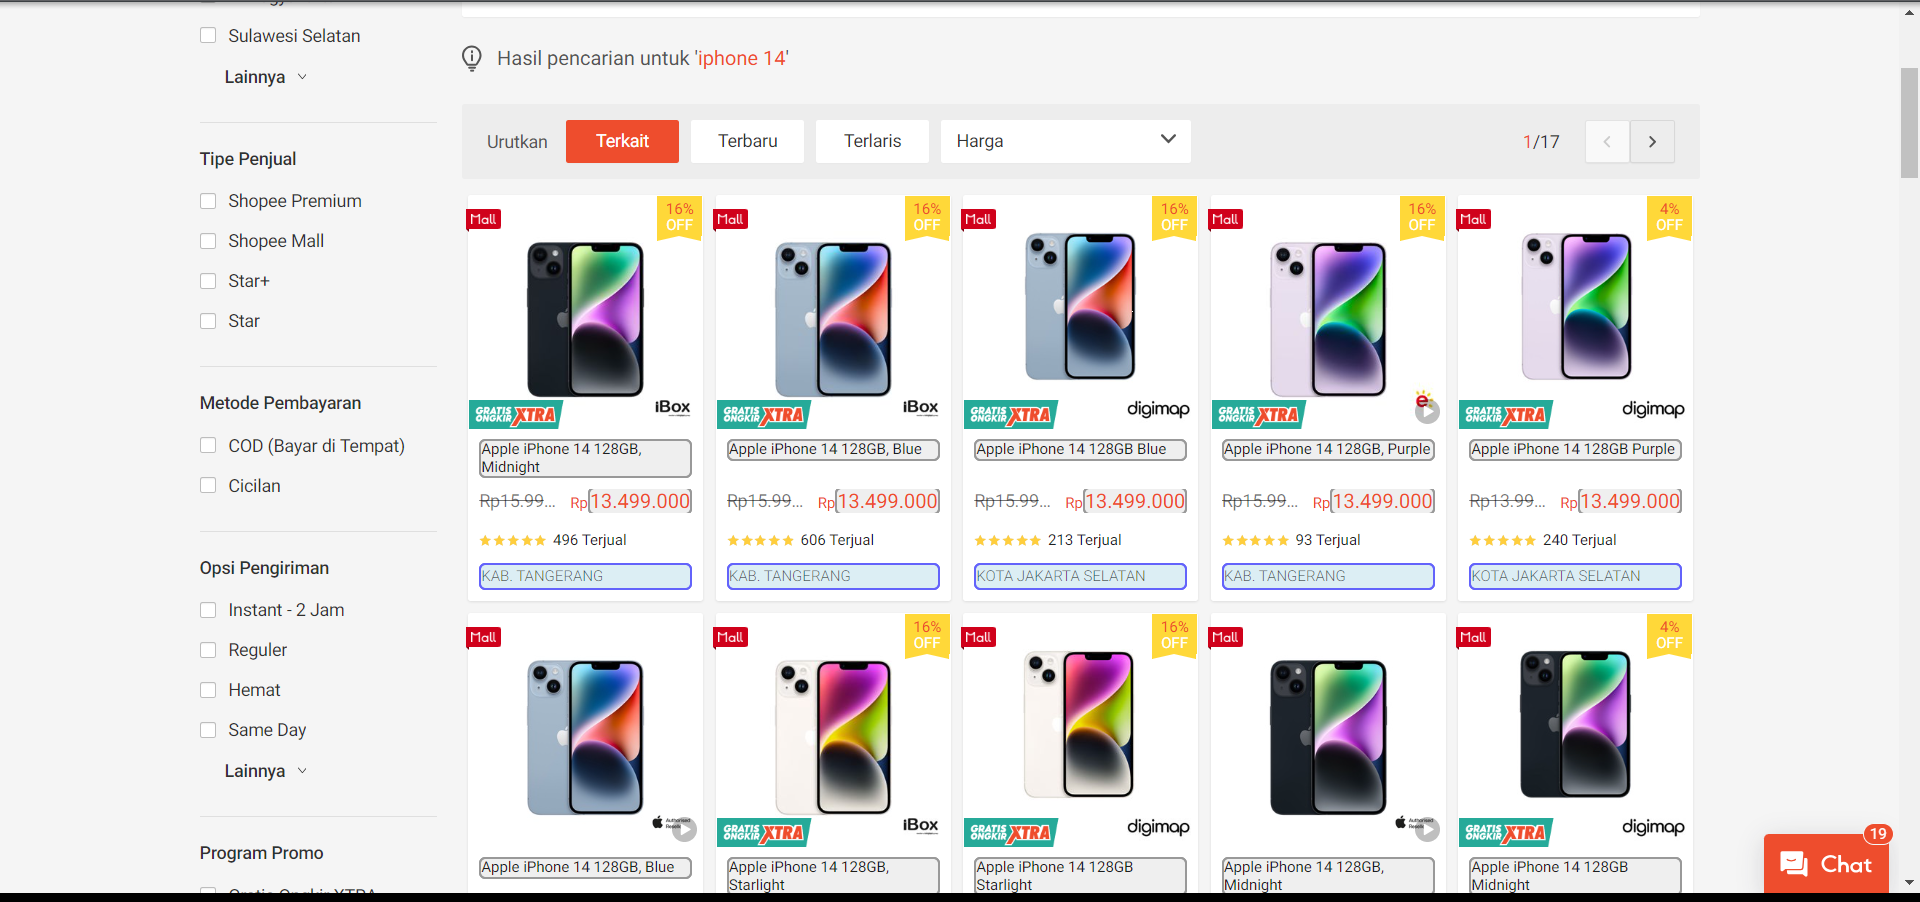 Sulawesi Selatan
Lainnya
Tipe Penjual
Shopee Premium
Shopee Mall
Star+
Star
Metode Pembayaran
COD (Bayar di Tempat)
Cicilan
Opsi Pengiriman
Instant - 2 Jam
Reguler
Hemat
Same Day
Lainnya
Program Promo
Gratis Ongkir XTRA
Hasil pencarian untuk 'iphone 14'
Urutkan
Terkait
Terbaru
Terlaris
Harga
1/17
Mall
16%
OFF
GRATIS
ONGKIR XTRA
iBox
Apple iPhone 14 128GB,
Midnight
Rp15.99... Rp13.499.000
496 Terjual
KAB. TANGERANG
Mall
16%
OFF
GRATIS
ONGKIR XTRA
iBox
Apple iPhone 14 128GB, Blue
Rp15.99... Rp13.499.000
606 Terjual
KAB. TANGERANG
Mall
16%
OFF
GRATIS
ONGKIR XTRA
digimap
Apple iPhone 14 128GB Blue
Rp15.99... Rp13.499.000
213 Terjual
KOTA JAKARTA SELATAN
Mall
16%
OFF
GRATIS
ONGKIR XTRA
e
Apple iPhone 14 128GB, Purple
Rp15.99... Rp13.499.000
93 Terjual
KAB. TANGERANG
Mall
4%
OFF
GRATIS
ONGKIR XTRA
digimap
Apple iPhone 14 128GB Purple
Rp13.99... Rp13.499.000
240 Terjual
KOTA JAKARTA SELATAN
Mall
Apple iPhone 14 128GB, Blue
Mall
16%
OFF
GRATIS
ONGKIR XTRA
iBox
Apple iPhone 14 128GB,
Starlight
Mall
16%
OFF
GRATIS
ONGKIR XTRA
digimap
Apple iPhone 14 128GB
Starlight
Mall
Apple iPhone 14 128GB,
Midnight
Mall
4%
OFF
GRATIS
ONGKIR XTRA
digimap
Apple iPhone 14 128GB
Midnight
19
Chat